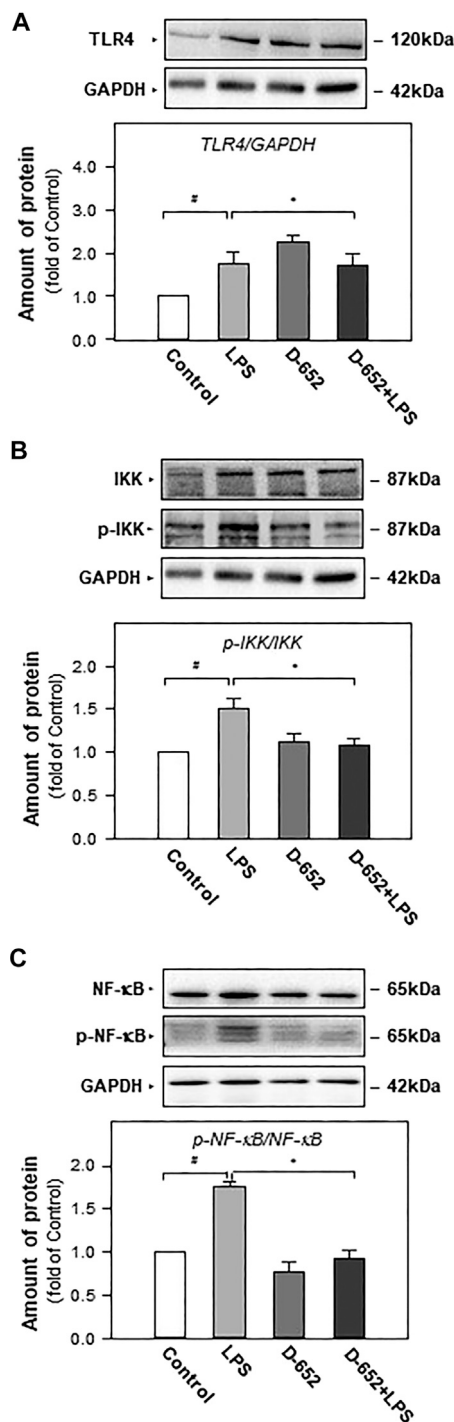 A
TLR4 ▸ – 120kDa
GAPDH ▸ – 42kDa
TLR4/GAPDH
Amount of protein
(fold of Control)
4.0
3.0
2.0
1.0
0.0
# *
Control LPS D-652 D-652+LPS
B
IKK ▸ – 87kDa
p-IKK ▸ – 87kDa
GAPDH ▸ – 42kDa
p-IKK/IKK
Amount of protein
(fold of Control)
2.0
1.5
1.0
0.5
0.0
# *
Control LPS D-652 D-652+LPS
C
NF-κB ▸ – 65kDa
p-NF-κB ▸ – 65kDa
GAPDH ▸ – 42kDa
p-NF-κB/NF-κB
Amount of protein
(fold of Control)
2.0
1.5
1.0
0.5
0.0
# *
Control LPS D-652 D-652+LPS